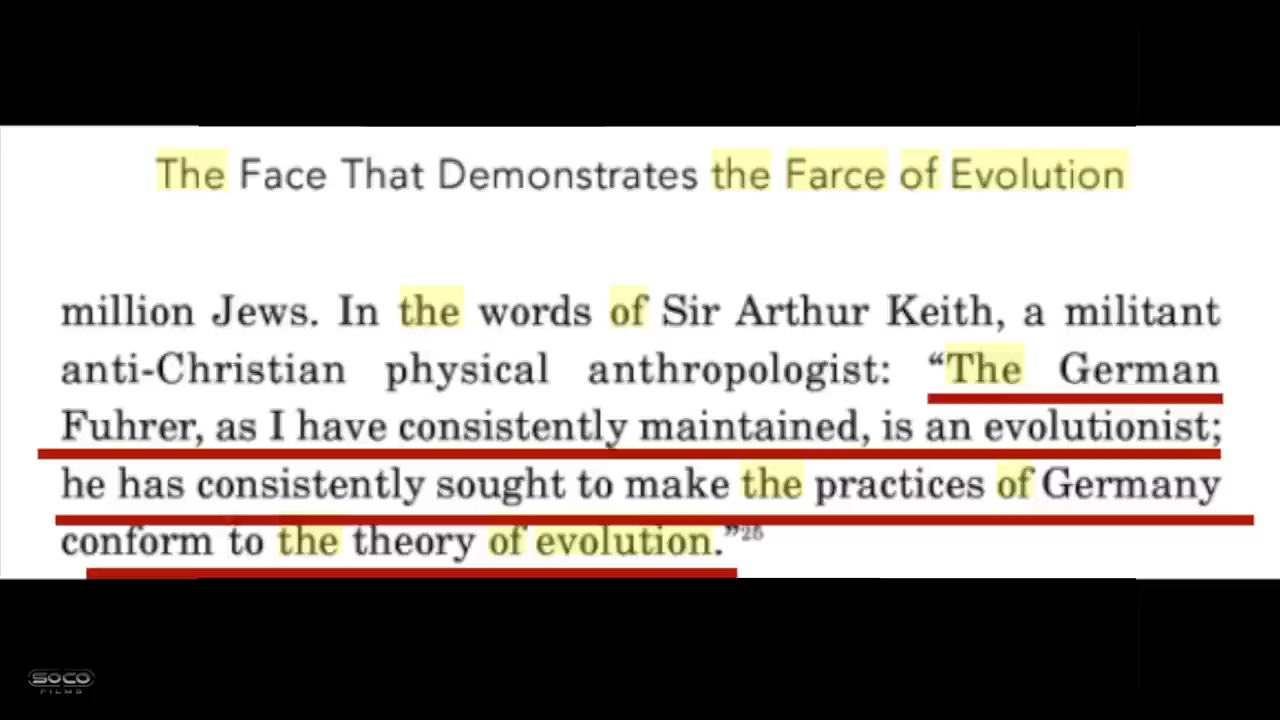 The Face That Demonstrates the Farce of Evolution
million Jews. In the words of Sir Arthur Keith, a militant
anti-Christian physical anthropologist: “The German
Fuhrer, as I have consistently maintained, is an evolutionist;
he has consistently sought to make the practices of Germany
conform to the theory of evolution.”25
SOCO
FILMS